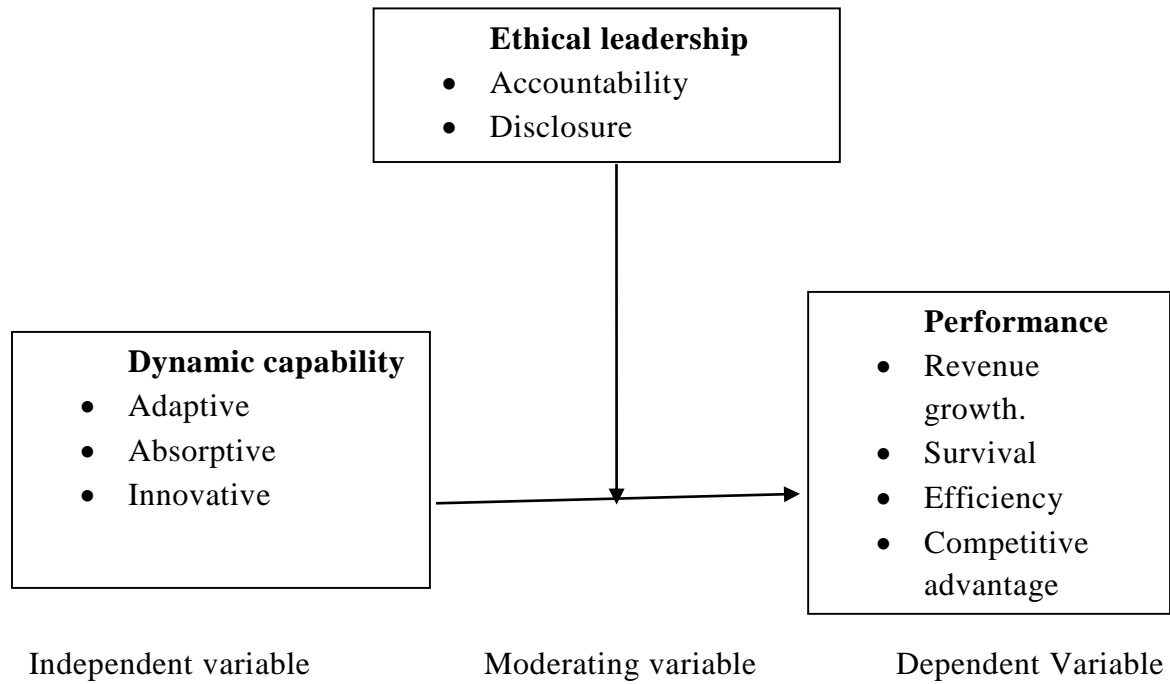 Ethical leadership
• Accountability
• Disclosure
Dynamic capability
• Adaptive
• Absorptive
• Innovative
Performance
• Revenue
growth.
• Survival
• Efficiency
• Competitive
advantage
Independent variable
Moderating variable
Dependent Variable